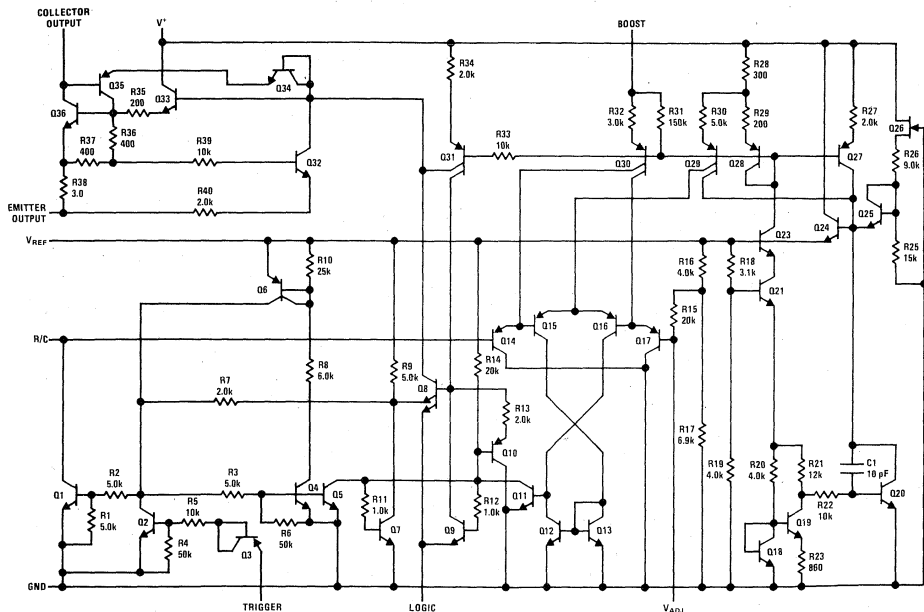 COLLECTOR
OUTPUT
V+
BOOST
Q35
R35
200
Q33
Q34
Q36
R37
400
R36
400
R39
10k
Q32
R38
3.0
R40
2.0k
EMITTER
OUTPUT
R34
2.0k
R33
10k
Q31
R32
3.0k
R31
150k
Q30
R30
5.0k
Q29
R28
300
R29
200
Q28
R27
2.0k
Q27
Q26
R26
9.0k
Q25
Q24
R25
15k
VREF
Q23
Q6
R10
25k
R16
4.0k
R18
3.1k
Q21
R15
20k
R/C
Q14
Q15
Q16
Q17
R14
20k
R8
6.0k
R9
5.0k
R7
2.0k
Q8
R13
2.0k
Q10
R17
6.9k
R19
4.0k
R20
4.0k
R21
12k
C1
10 pF
R22
10k
Q20
Q1
R2
5.0k
R1
5.0k
Q2
R5
10k
R4
50k
Q3
R3
5.0k
R6
50k
Q4
Q5
R11
1.0k
Q7
Q9
R12
1.0k
Q11
Q12
Q13
Q19
Q18
R23
860
GND
TRIGGER
LOGIC
VADJ